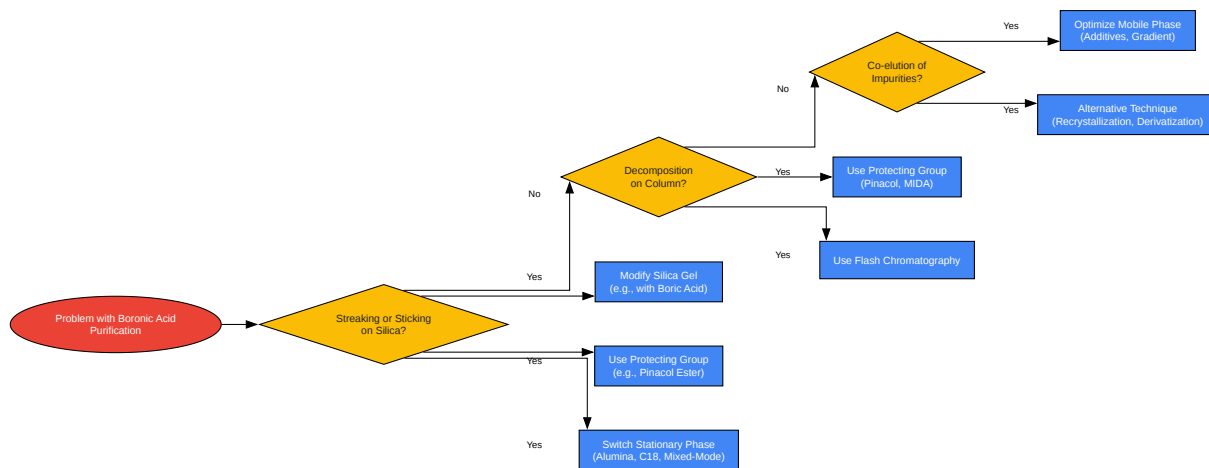 Problem with Boronic Acid
Purification
Streaking or Sticking
on Silica?
Yes
Modify Silica Gel
(e.g., with Boric Acid)
Yes
Use Protecting Group
(e.g., Pinacol Ester)
Yes
Switch Stationary Phase
(Alumina, C18, Mixed-Mode)
No
Decomposition
on Column?
Yes
Use Protecting Group
(Pinacol, MIDA)
Yes
Use Flash Chromatography
No
Co-elution of
Impurities?
Yes
Optimize Mobile Phase
(Additives, Gradient)
Yes
Alternative Technique
(Recrystallization, Derivatization)